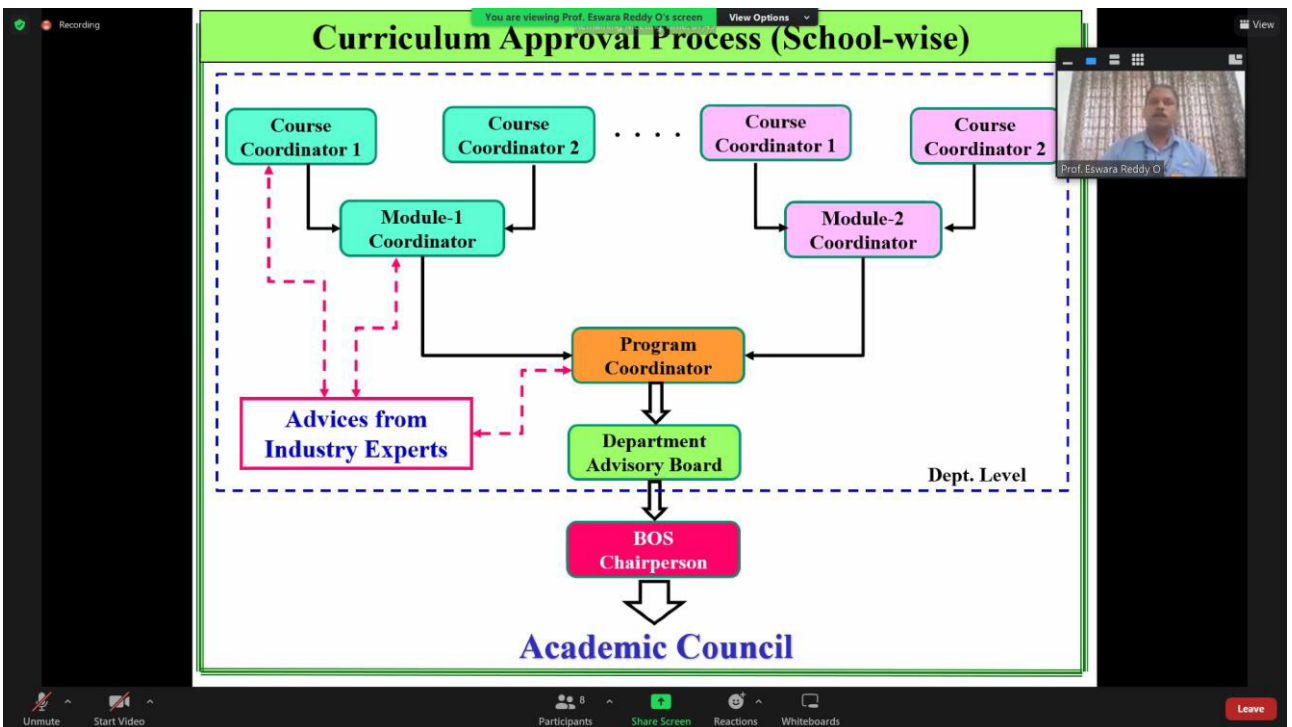 Recording
You are viewing Prof. Eswara Reddy O's screen
View Options
View
Curriculum Approval Process (School-wise)
Course
Coordinator 1
Course
Coordinator 2
. . . .
Course
Coordinator 1
Course
Coordinator 2
Prof. Eswara Reddy O
Module-1
Coordinator
Module-2
Coordinator
Program
Coordinator
Advices from
Industry Experts
Department
Advisory Board
Dept. Level
BOS
Chairperson
Academic Council
Unmute
Start Video
8
Participants
Share Screen
Reactions
Whiteboards
Leave